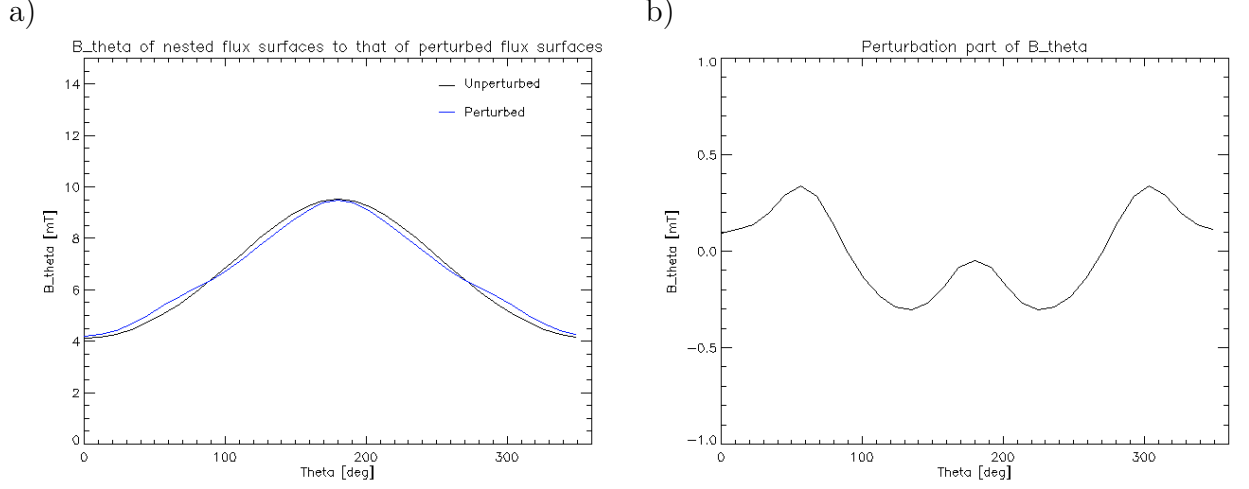 a)
B_theta of nested flux surfaces to that of perturbed flux surfaces
Unperturbed
Perturbed
B_theta [mT]
14
12
10
8
6
4
2
0
0 100 200 300
Theta [deg]
b)
Perturbation part of B_theta
B_theta [mT]
1.0
0.5
0.0
−0.5
−1.0
0 100 200 300
Theta [deg]